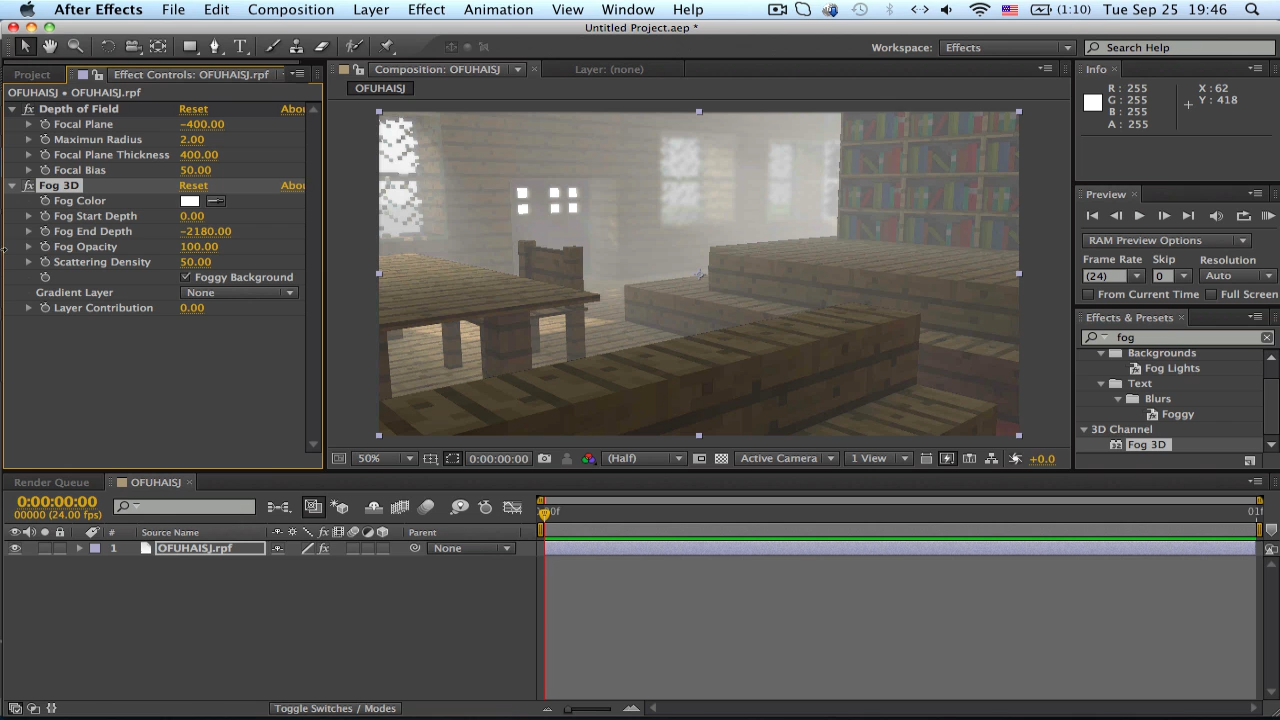 After Effects File Edit Composition Layer Effect Animation View Window Help (1:10) Tue Sep 25 19:46
Untitled Project.aep *
Workspace: Effects Search Help
Project Effect Controls: OFUHAISJ.rpf
Composition: OFUHAISJ Layer: (none)
Info
OFUHAISJ • OFUHAISJ.rpf
OFUHAISJ
R: 255 X: 62
G: 255 Y: 418
B: 255
A: 255
fx Depth of Field Reset Abou
Focal Plane -400.00
Maximun Radius 2.00
Focal Plane Thickness 400.00
Focal Bias 50.00
fx Fog 3D Reset Abou
Fog Color
Fog Start Depth 0.00
Fog End Depth -2180.00
Fog Opacity 100.00
Scattering Density 50.00
Foggy Background
Gradient Layer None
Layer Contribution 0.00
Preview
RAM Preview Options
Frame Rate Skip Resolution
(24) 0 Auto
From Current Time Full Screen
Effects & Presets
fog
Backgrounds
Fog Lights
Text
Blurs
Foggy
3D Channel
Fog 3D
50% 0:00:00:00 (Half) Active Camera 1 View +0.0
Render Queue OFUHAISJ
0:00:00:00
00000 (24.00 fps)
# Source Name fx Parent
1 OFUHAISJ.rpf fx None
:00f 01f
Toggle Switches / Modes